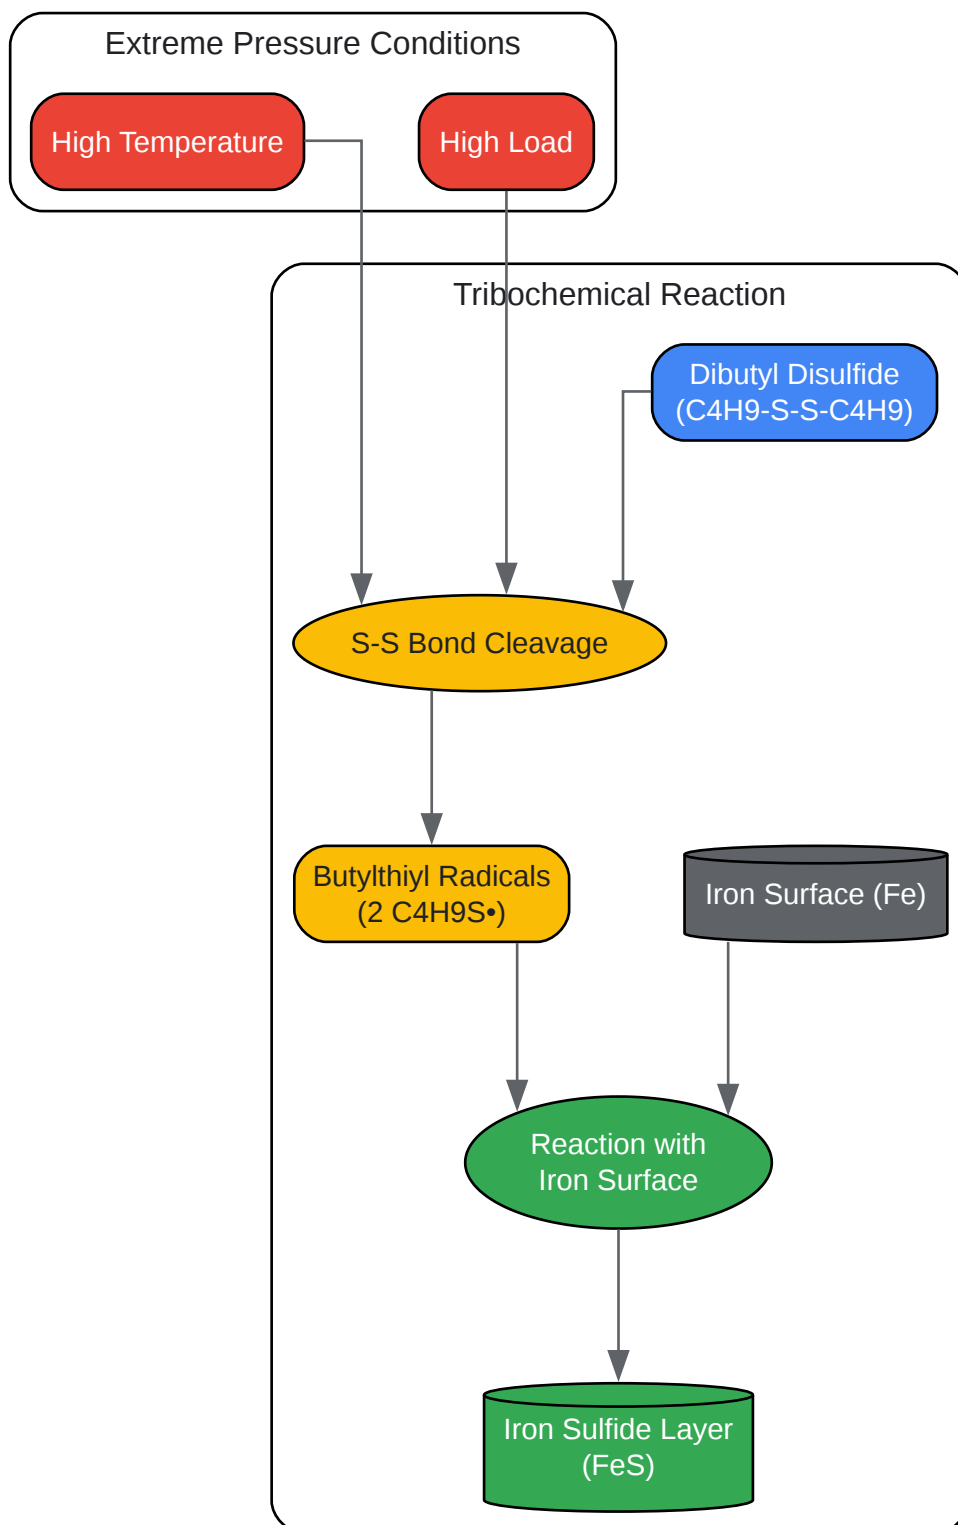 Extreme Pressure Conditions
High Temperature
High Load
Tribochemical Reaction
Dibutyl Disulfide
(C4H9-S-S-C4H9)
S-S Bond Cleavage
Butylthiyl Radicals
(2 C4H9S•)
Iron Surface (Fe)
Reaction with
Iron Surface
Iron Sulfide Layer
(FeS)